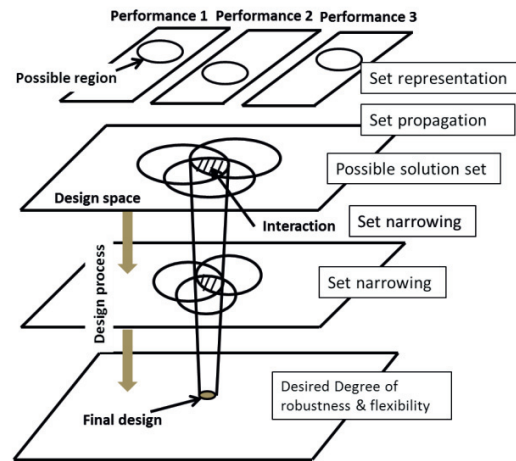 Performance 1
Performance 2
Performance 3
Possible region
Set representation
Set propagation
Possible solution set
Design space
Interaction
Set narrowing
Design process
Set narrowing
Desired Degree of
robustness & flexibility
Final design